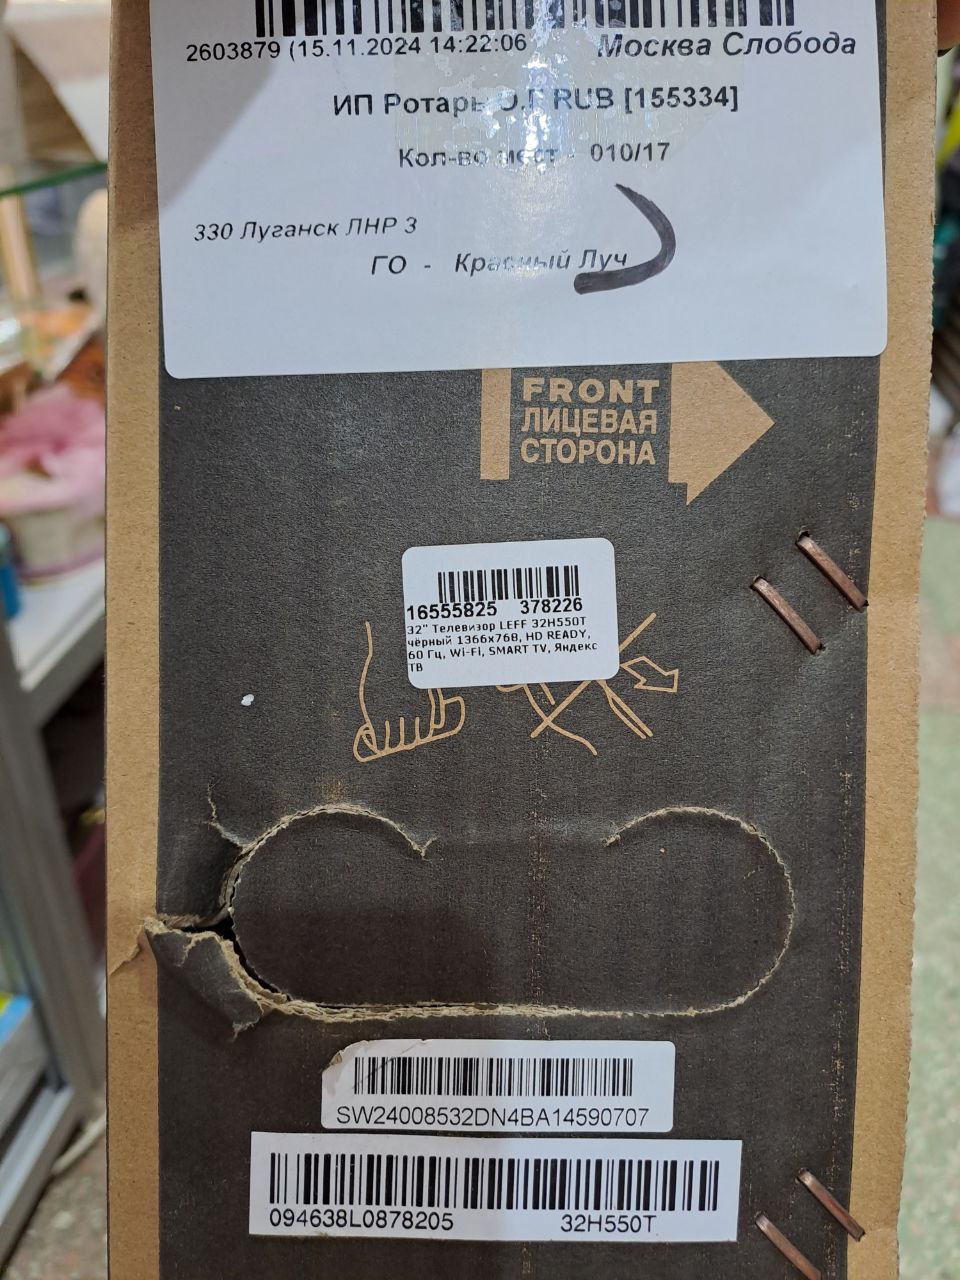 2603879 (15.11.2024 14:22:06
Москва Слобода
ИП Ротарь О.Г RUB [155334]
Кол-во мест - 010/17
330 Луганск ЛНР 3
ГО - Красный Луч
FRONT
ЛИЦЕВАЯ
СТОРОНА
16555825 378226
32" Телевизор LEFF 32H550T
чёрный 1366x768, HD READY,
60 Гц, Wi-Fi, SMART TV, Яндекс
ТВ
SW24008532DN4BA14590707
094638L0878205 32H550T